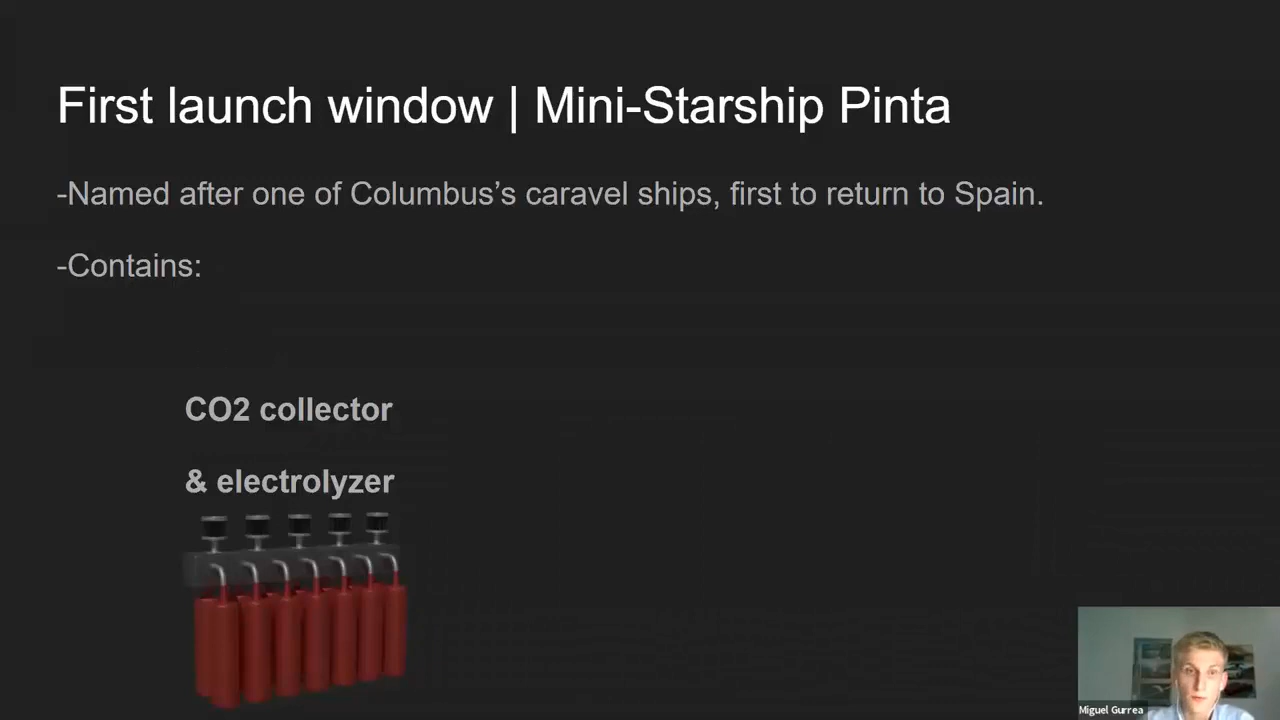 First launch window | Mini-Starship Pinta
-Named after one of Columbus’s caravel ships, first to return to Spain.
-Contains:
CO2 collector
& electrolyzer
Miguel Gurrea